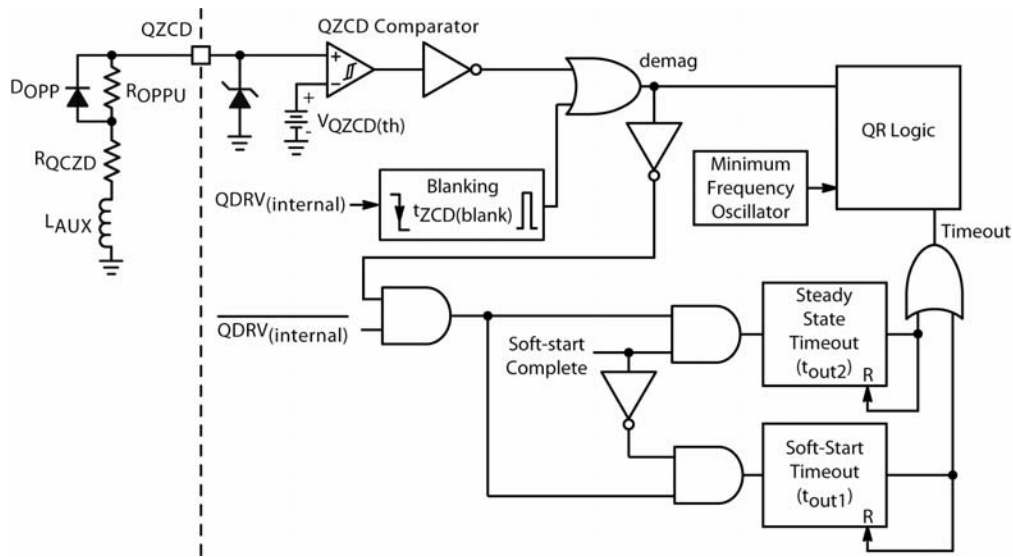 QZCD
QZCD Comparator
DOPP
ROPPU
+
−
+
-
VQZCD(th)
demag
QR Logic
RQCZD
Blanking
tZCD(blank)
QDRV(internal)
Minimum
Frequency
Oscillator
LAUX
Timeout
QDRV(internal)
Steady
State
Timeout
(tout2)
R
Soft-start
Complete
Soft-Start
Timeout
(tout1)
R